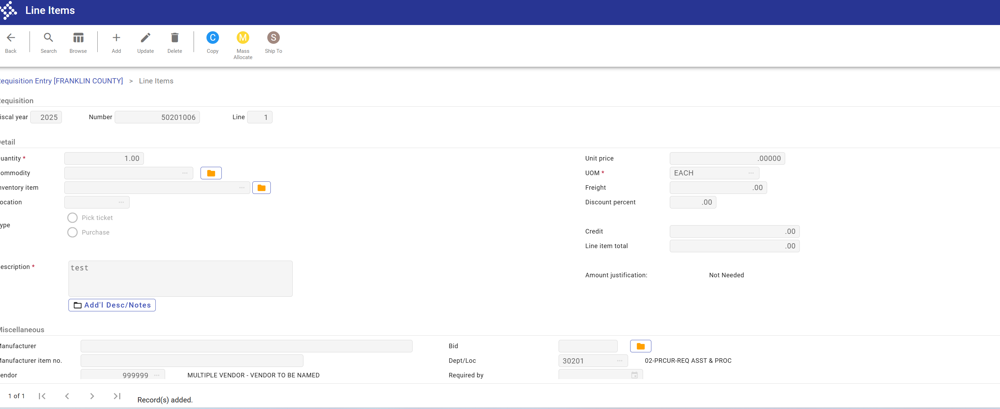 Line Items
Back Search Browse Add Update Delete C Copy M Mass Allocate S Ship To
equisition Entry [FRANKLIN COUNTY] > Line Items
equisition
iscal year 2025 Number 50201006 Line 1
etail
uantity * 1.00 Unit price .00000
ommodity ... UOM * EACH ...
nventory item ... Freight .00
ocation ... Discount percent .00
Pick ticket
ype
Purchase Credit .00
Line item total .00
escription * test
Amount justification: Not Needed
Add'l Desc/Notes
Miscellaneous
Manufacturer Bid
Manufacturer item no. Dept/Loc 30201 ... 02-PRCUR-REQ ASST & PROC
endor 999999 ... MULTIPLE VENDOR - VENDOR TO BE NAMED Required by
1 of 1 Record(s) added.